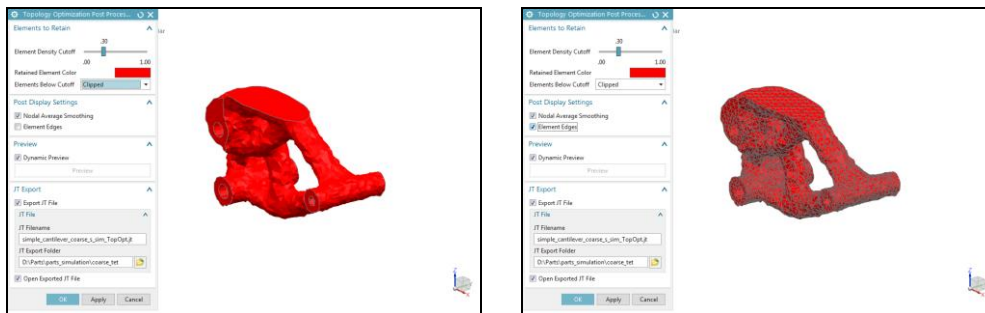 Topology Optimization Post Proces...
Elements to Retain
.30
Element Density Cutoff
.00 1.00
Retained Element Color
Elements Below Cutoff Clipped
Post Display Settings
Nodal Average Smoothing
Element Edges
Preview
Dynamic Preview
Preview
JT Export
Export JT File
JT File
JT Filename
simple_cantilever_coarse_s_sim_TopOpt.jt
JT Export Folder
O:\Parts\parts_simulation\coarse_tet
Open Exported JT File
OK Apply Cancel
Topology Optimization Post Proces...
Elements to Retain
.30
Element Density Cutoff
.00 1.00
Retained Element Color
Elements Below Cutoff Clipped
Post Display Settings
Nodal Average Smoothing
Element Edges
Preview
Dynamic Preview
Preview
JT Export
Export JT File
JT File
JT Filename
simple_cantilever_coarse_s_sim_TopOpt.jt
JT Export Folder
O:\Parts\parts_simulation\coarse_tet
Open Exported JT File
OK Apply Cancel